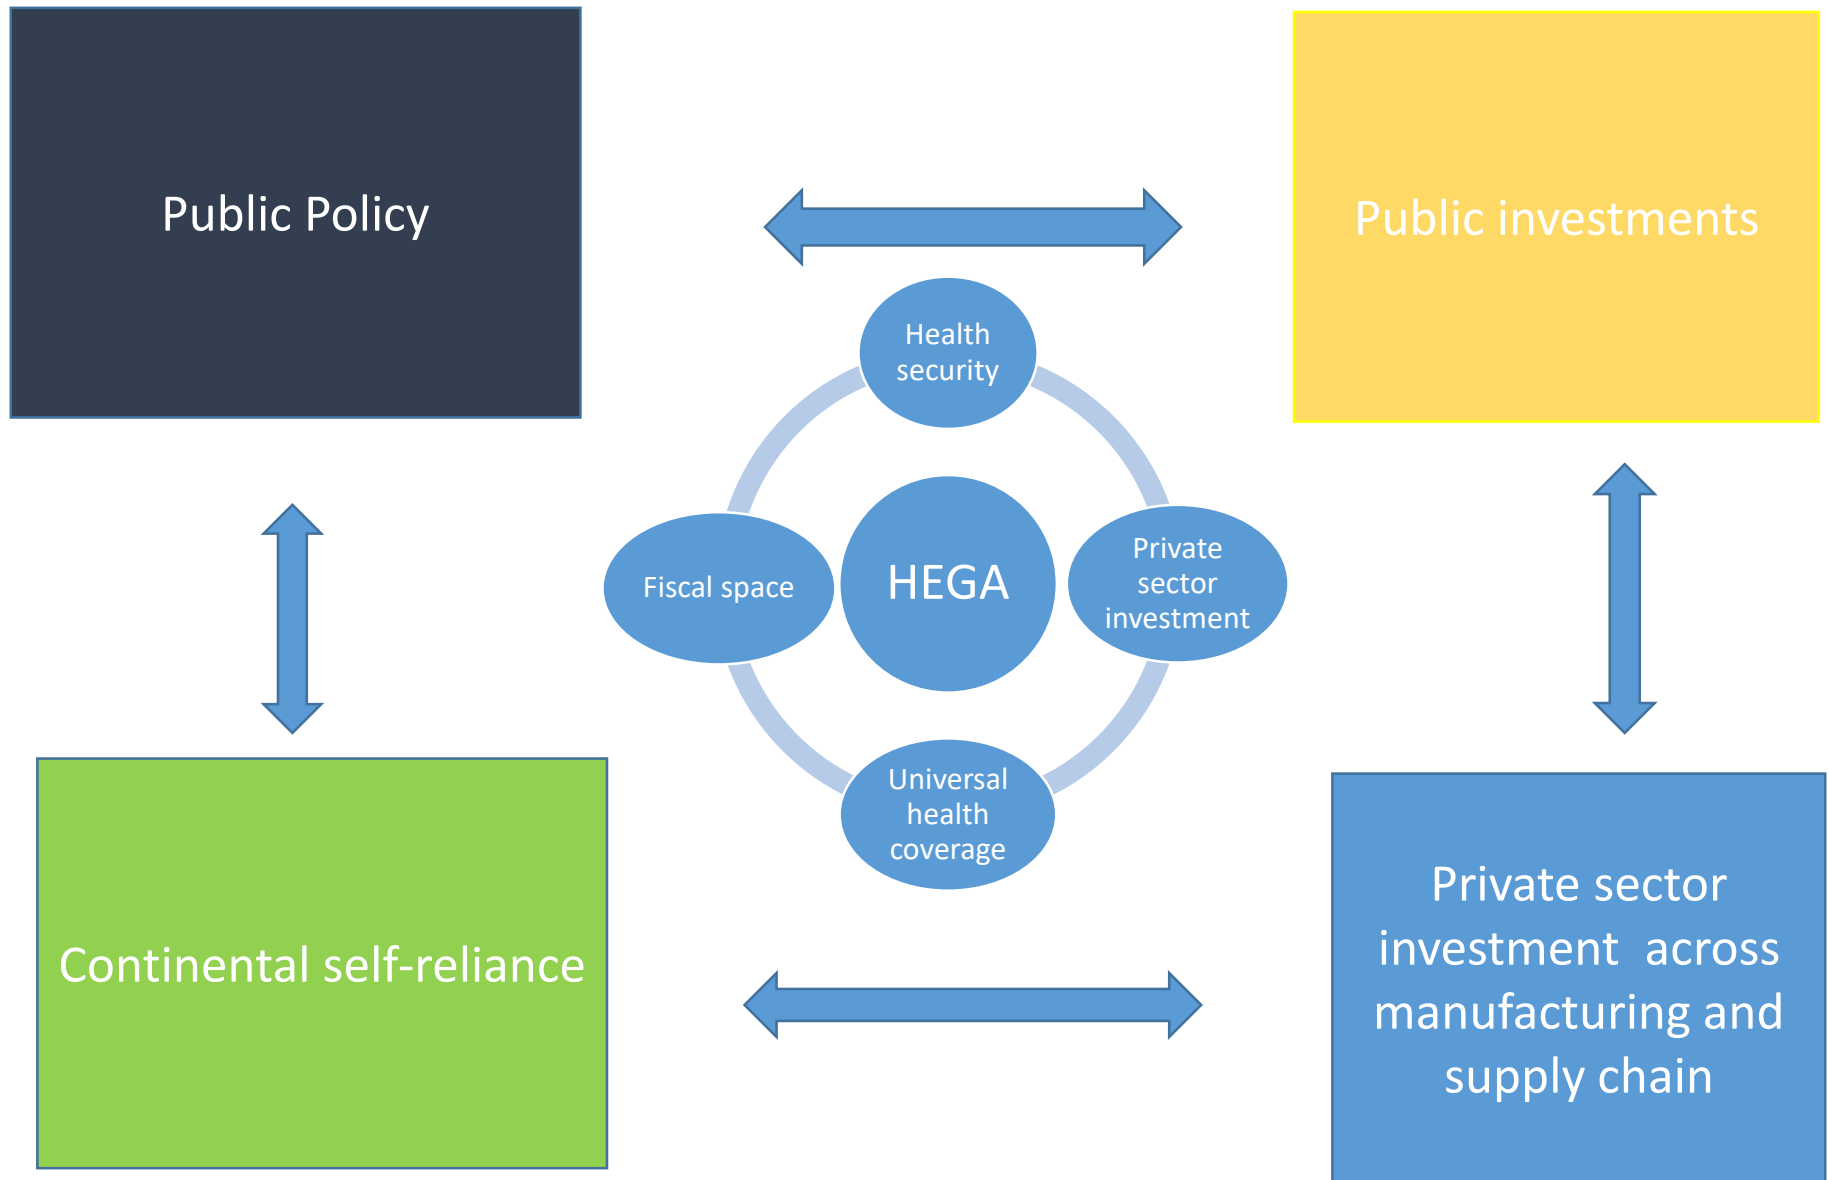 Public Policy
Public investments
Health
security
Fiscal space
HEGA
Private
sector
investment
Universal
health
coverage
Continental self-reliance
Private sector
investment  across
manufacturing and
supply chain